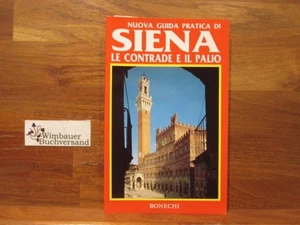 NUOVA GUIDA PRATICA DI
SIENA
LE CONTRADE E IL PALIO
Wimbauer
Buchversand
BONECHI